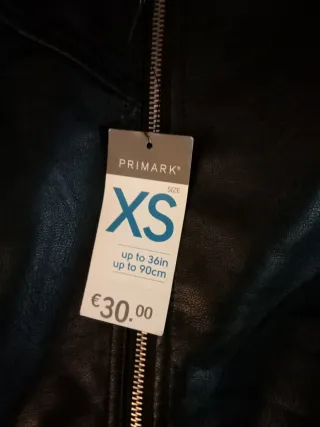 PRIMARK®
SIZE
XS
up to 36in
up to 90cm
€30.00